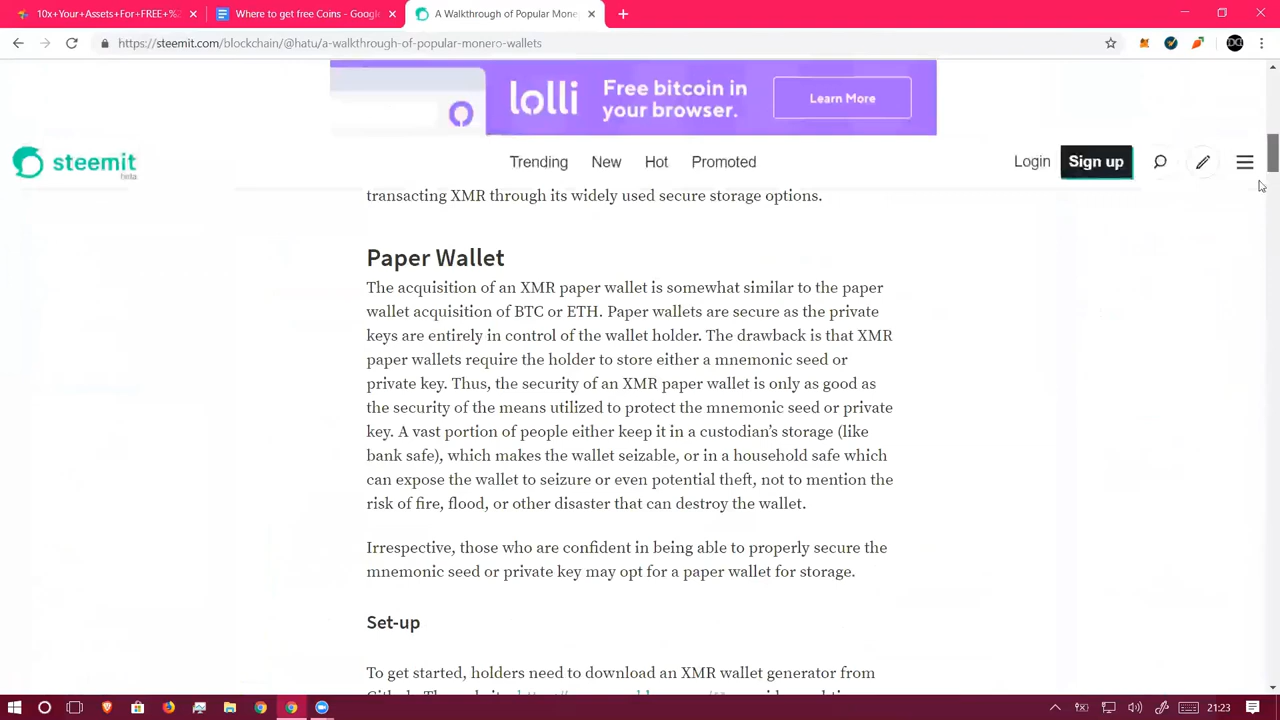 10x+Your+Assets+For+FREE+%
Where to get free Coins - Google
A Walkthrough of Popular Mone
https://steemit.com/blockchain/@hatu/a-walkthrough-of-popular-monero-wallets
lolli
Free bitcoin in
your browser.
Learn More
steemit
beta
Trending New Hot Promoted
Login Sign up
transacting XMR through its widely used secure storage options.
Paper Wallet
The acquisition of an XMR paper wallet is somewhat similar to the paper
wallet acquisition of BTC or ETH. Paper wallets are secure as the private
keys are entirely in control of the wallet holder. The drawback is that XMR
paper wallets require the holder to store either a mnemonic seed or
private key. Thus, the security of an XMR paper wallet is only as good as
the security of the means utilized to protect the mnemonic seed or private
key. A vast portion of people either keep it in a custodian’s storage (like
bank safe), which makes the wallet seizable, or in a household safe which
can expose the wallet to seizure or even potential theft, not to mention the
risk of fire, flood, or other disaster that can destroy the wallet.
Irrespective, those who are confident in being able to properly secure the
mnemonic seed or private key may opt for a paper wallet for storage.
Set-up
To get started, holders need to download an XMR wallet generator from
21:23